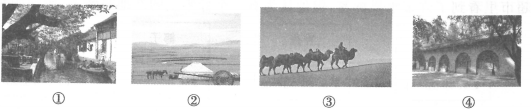 ① ② ③ ④